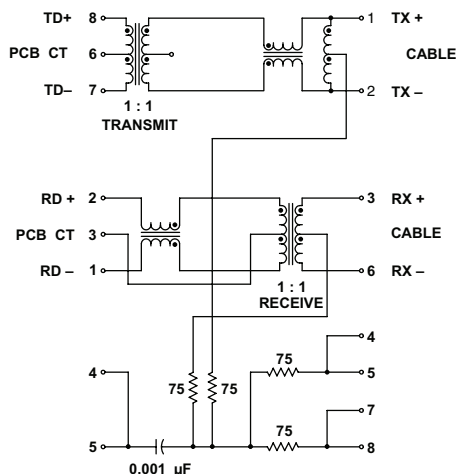 TD+ 8 1 TX +
PCB CT 6 CABLE
TD– 7 2 TX –
1 : 1
TRANSMIT
RD + 2 3 RX +
PCB CT 3 CABLE
RD – 1 6 RX –
1 : 1
RECEIVE
4
4 75 75 75 5
7
75
5 8
0.001 µF